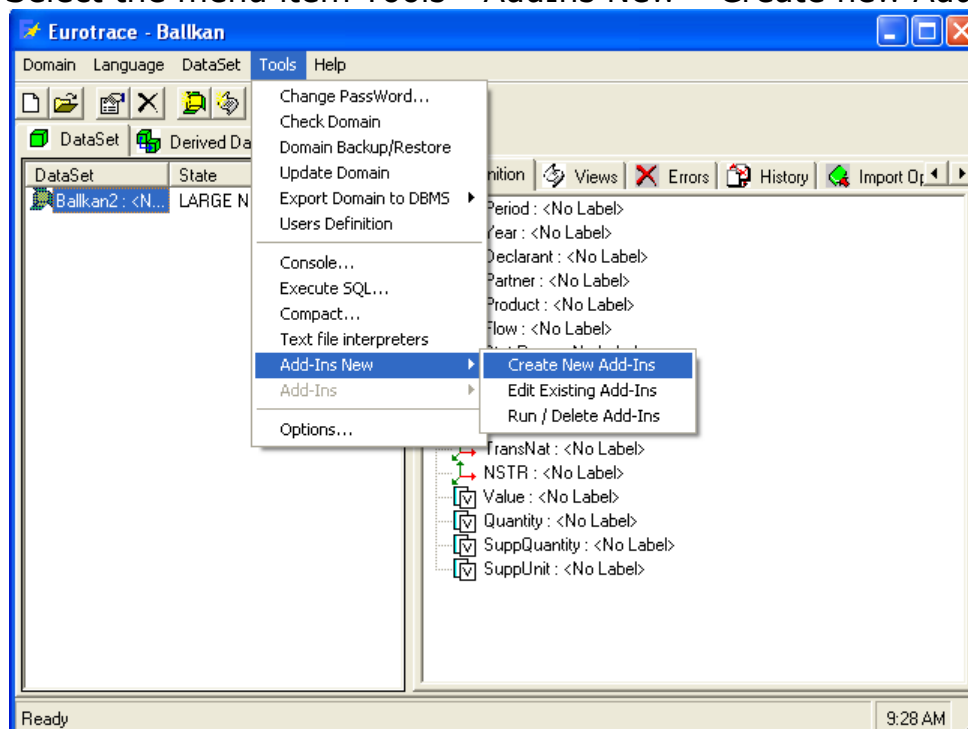 Select the menu item Tools – AddIns New – Create new Add
Eurotrace - Ballkan
Domain Language DataSet Tools Help
DataSet Derived Da
DataSet State
Ballkan2 : <N... LARGE N
Change PassWord...
Check Domain
Domain Backup/Restore
Update Domain
Export Domain to DBMS
Users Definition
Console...
Execute SQL...
Compact...
Text file interpreters
Add-Ins New
Add-Ins
Options...
Create New Add-Ins
Edit Existing Add-Ins
Run / Delete Add-Ins
nition Views Errors History Import Op
Period : <No Label>
Year : <No Label>
Declarant : <No Label>
Partner : <No Label>
Product : <No Label>
Flow : <No Label>
TransNat : <No Label>
NSTR : <No Label>
Value : <No Label>
Quantity : <No Label>
SuppQuantity : <No Label>
SuppUnit : <No Label>
Ready 9:28 AM